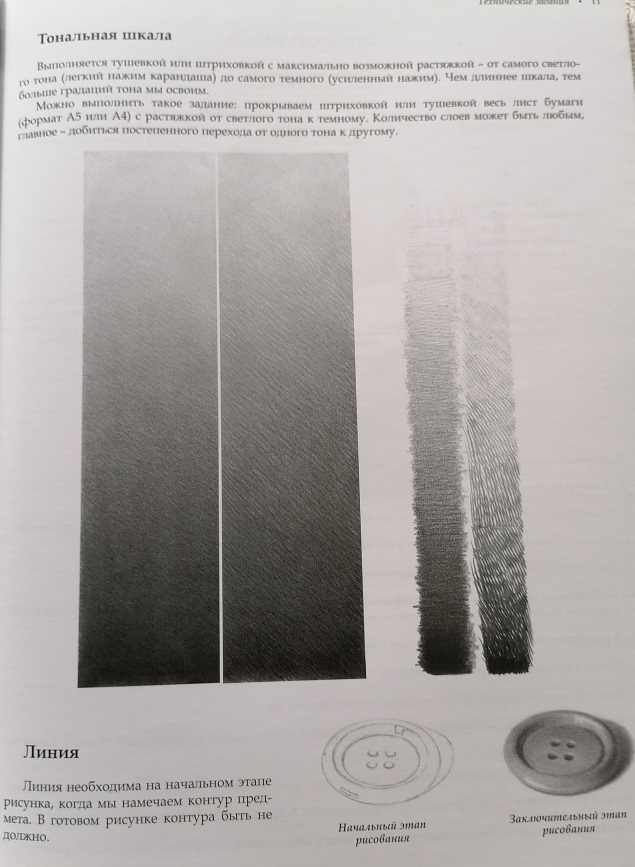 Технические задания • 11
Тональная шкала
Выполняется тушевкой или штриховкой с максимально возможной растяжкой – от самого светло-
го тона (легкий нажим карандаша) до самого темного (усиленный нажим). Чем длиннее шкала, тем
больше градаций тона мы освоим.
Можно выполнить такое задание: прокрываем штриховкой или тушевкой весь лист бумаги
(формат А5 или А4) с растяжкой от светлого тона к темному. Количество слоев может быть любым,
главное – добиться постепенного перехода от одного тона к другому.
Линия
Линия необходима на начальном этапе
рисунка, когда мы намечаем контур пред-
мета. В готовом рисунке контура быть не
должно.
Начальный этап
рисования
Заключительный этап
рисования